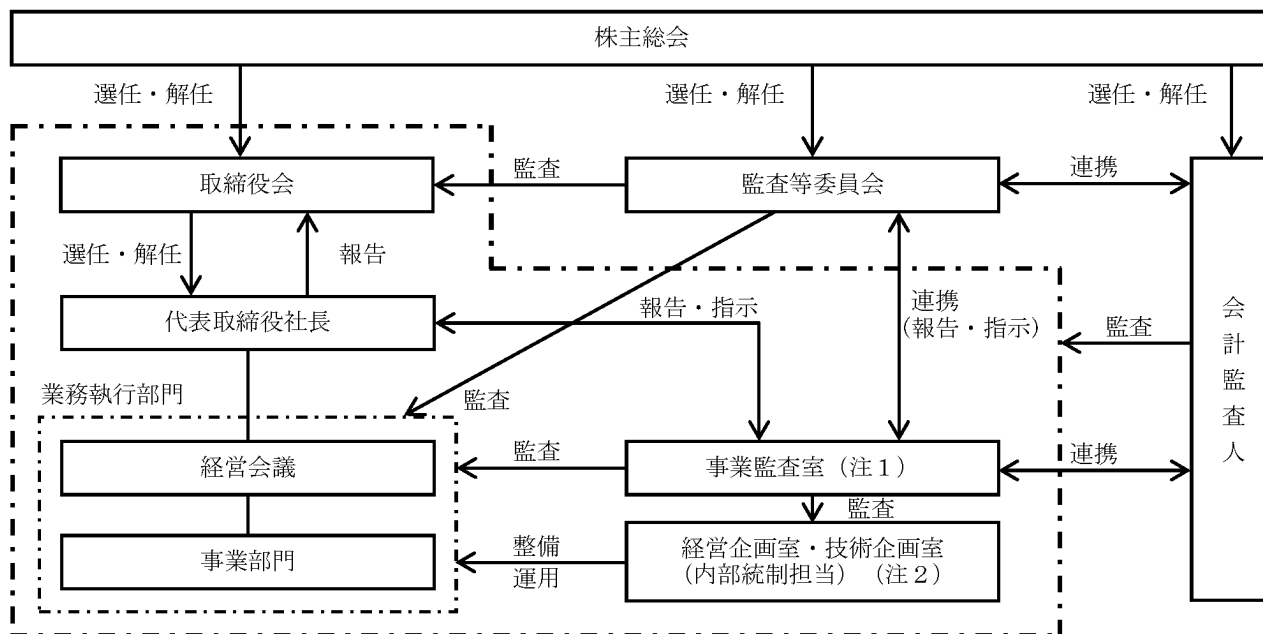 株主総会
選任・解任
選任・解任
選任・解任
取締役会
監査
監査等委員会
連携
選任・解任
報告
代表取締役社長
報告・指示
連携
(報告・指示)
監査
会計監査人
業務執行部門
監査
経営会議
監査
事業監査室（注１）
連携
監査
事業部門
整備
運用
経営企画室・技術企画室
(内部統制担当)（注２）